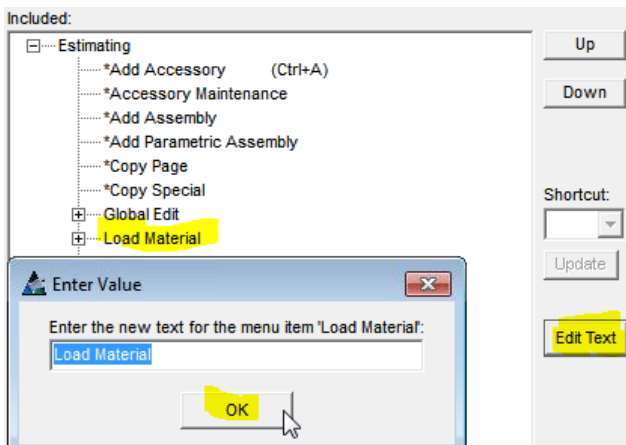 Included:
Estimating
*Add Accessory (Ctrl+A)
*Accessory Maintenance
*Add Assembly
*Add Parametric Assembly
*Copy Page
*Copy Special
Global Edit
Load Material
Up
Down
Shortcut:
Update
Edit Text
Enter Value
Enter the new text for the menu item 'Load Material':
Load Material
OK